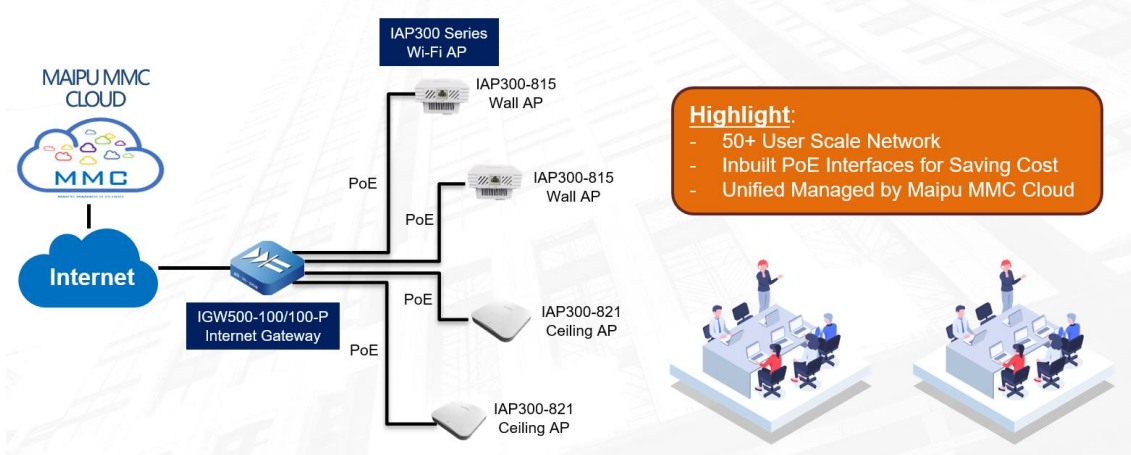 IAP300 Series
Wi-Fi AP
MAIPU MMC
CLOUD
MMC
Internet
IGW500-100/100-P
Internet Gateway
PoE
IAP300-815
Wall AP
PoE
IAP300-815
Wall AP
PoE
IAP300-821
Ceiling AP
PoE
IAP300-821
Ceiling AP
Highlight:
- 50+ User Scale Network
- Inbuilt PoE Interfaces for Saving Cost
- Unified Managed by Maipu MMC Cloud